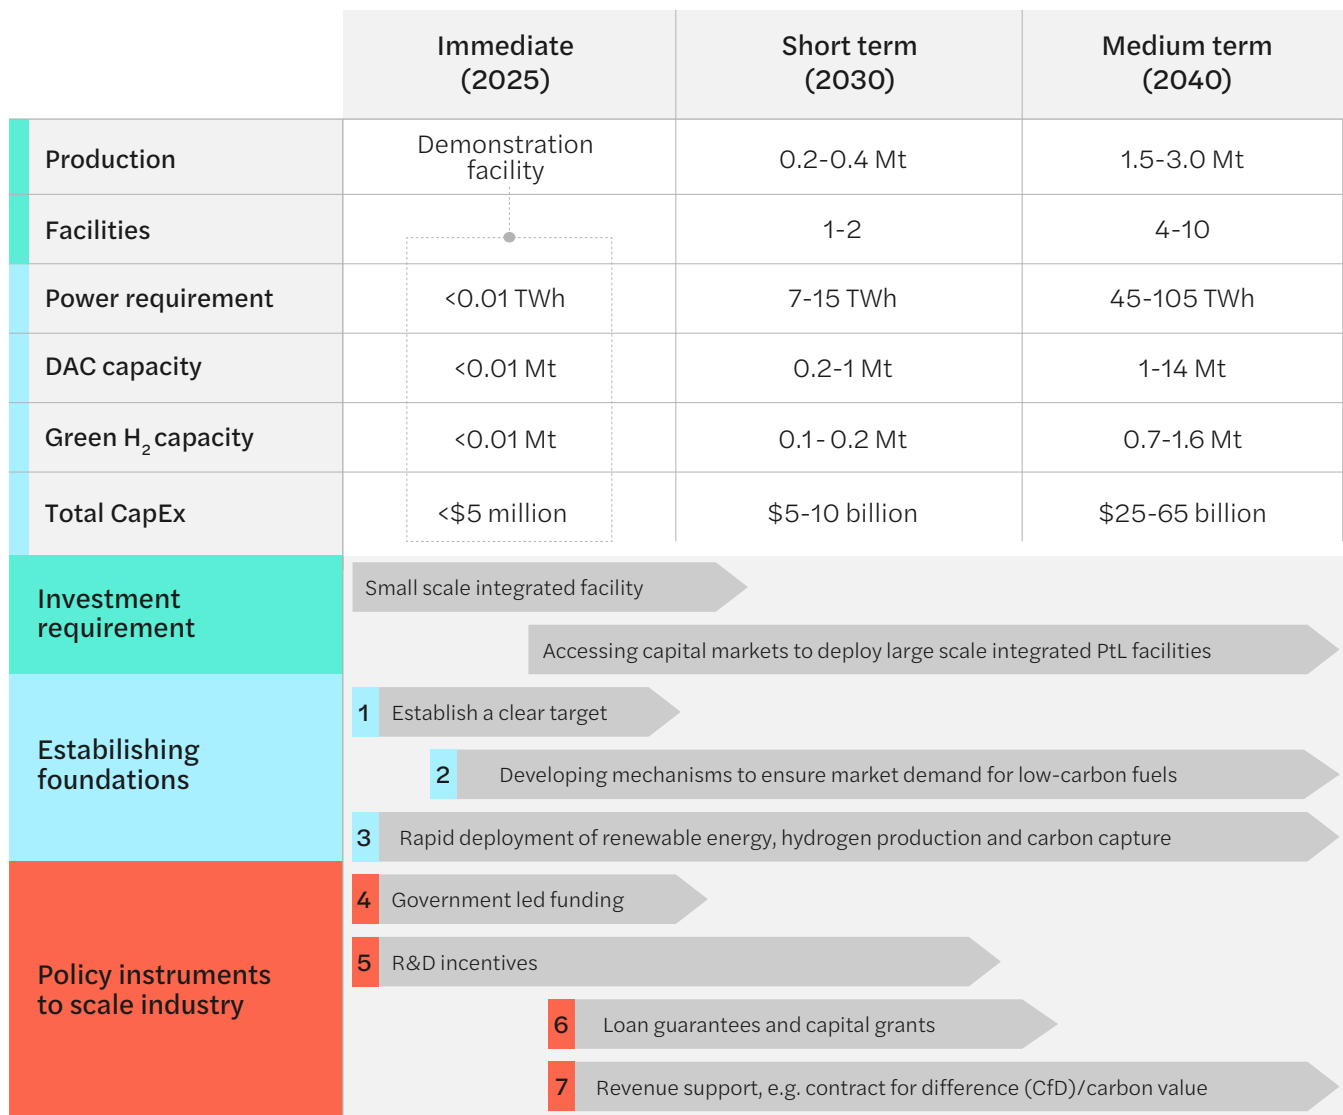 Immediate
(2025)
Short term
(2030)
Medium term
(2040)
Production
Demonstration
facility
0.2-0.4 Mt
1.5-3.0 Mt
Facilities
1-2
4-10
Power requirement
<0.01 TWh
7-15 TWh
45-105 TWh
DAC capacity
<0.01 Mt
0.2-1 Mt
1-14 Mt
Green H2 capacity
<0.01 Mt
0.1-0.2 Mt
0.7-1.6 Mt
Total CapEx
<$5 million
$5-10 billion
$25-65 billion
Investment
requirement
Small scale integrated facility
Accessing capital markets to deploy large scale integrated PtL facilities
Estabilishing
foundations
1 Establish a clear target
2 Developing mechanisms to ensure market demand for low-carbon fuels
3 Rapid deployment of renewable energy, hydrogen production and carbon capture
Policy instruments
to scale industry
4 Government led funding
5 R&D incentives
6 Loan guarantees and capital grants
7 Revenue support, e.g. contract for difference (CfD)/carbon value